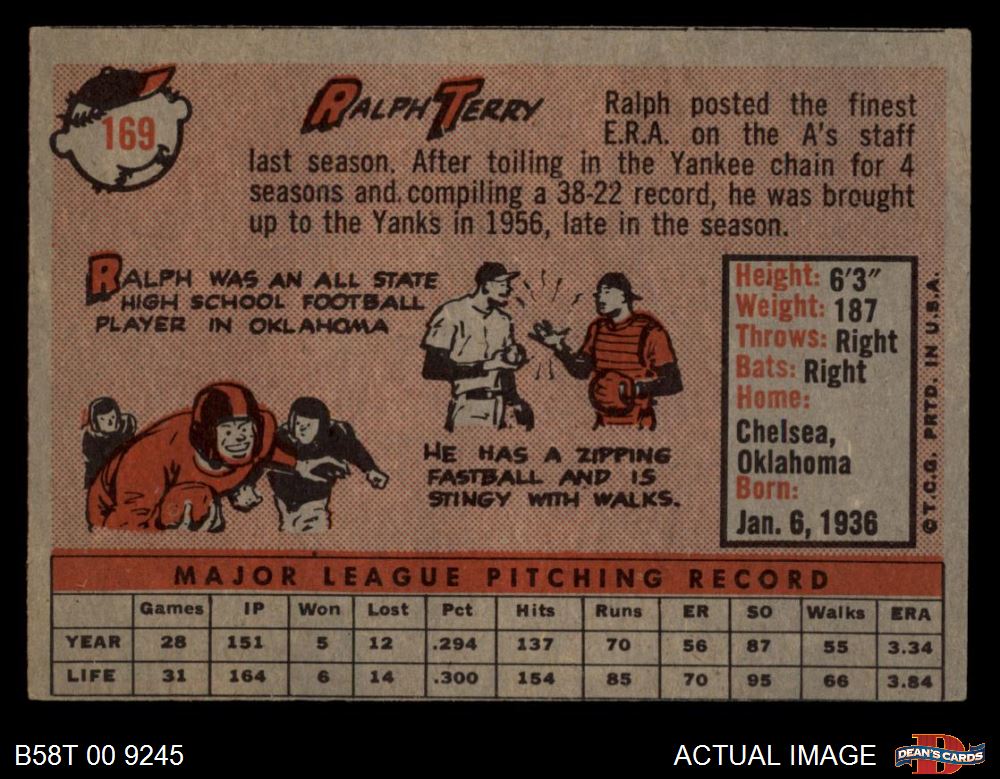 169
RALPH TERRY
Ralph posted the finest
E.R.A. on the A's staff
last season. After toiling in the Yankee chain for 4
seasons and compiling a 38-22 record, he was brought
up to the Yanks in 1956, late in the season.
RALPH WAS AN ALL STATE
HIGH SCHOOL FOOTBALL
PLAYER IN OKLAHOMA
HE HAS A ZIPPING
FASTBALL AND IS
STINGY WITH WALKS.
Height: 6'3"
Weight: 187
Throws: Right
Bats: Right
Home:
Chelsea,
Oklahoma
Born:
Jan. 6, 1936
© T.C.G. PRTD. IN U.S.A.
MAJOR LEAGUE PITCHING RECORD
Games IP Won Lost Pct Hits Runs ER SO Walks ERA
YEAR 28 151 5 12 .294 137 70 56 87 55 3.34
LIFE 31 164 6 14 .300 154 85 70 95 66 3.84
B58T 00 9245
ACTUAL IMAGE
D
DEAN'S CARDS